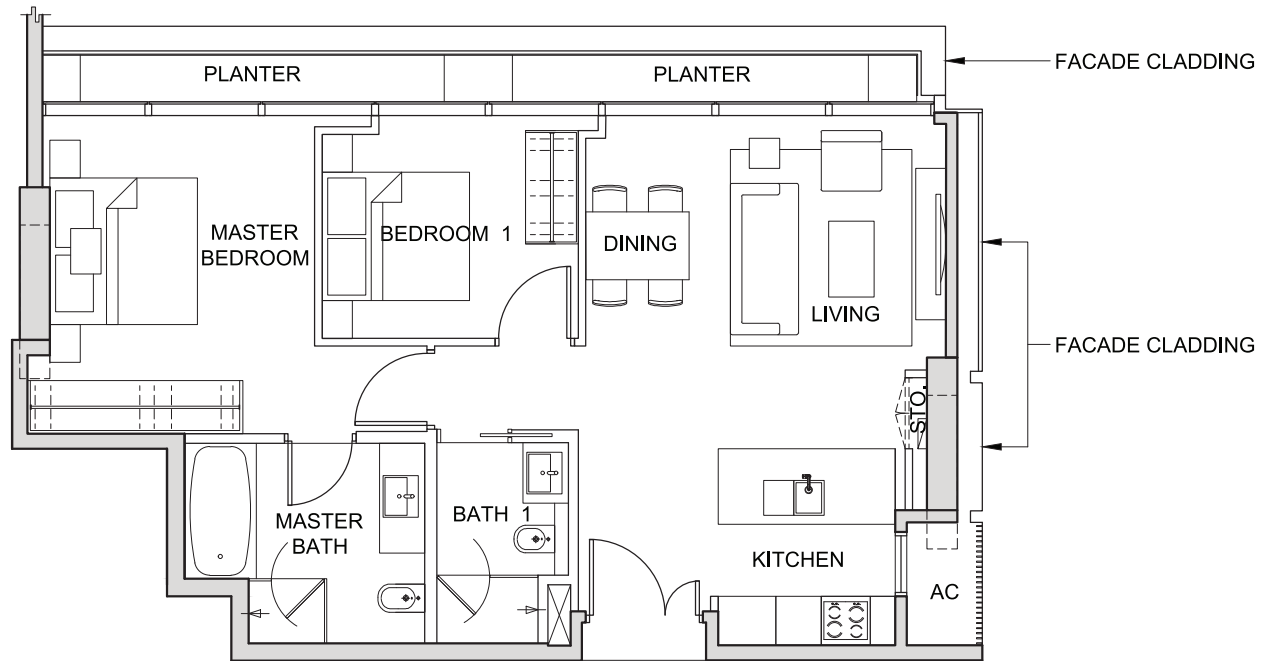 PLANTER
PLANTER
FACADE CLADDING
MASTER
BEDROOM
BEDROOM 1
DINING
LIVING
FACADE CLADDING
STO.
MASTER
BATH
BATH 1
KITCHEN
AC